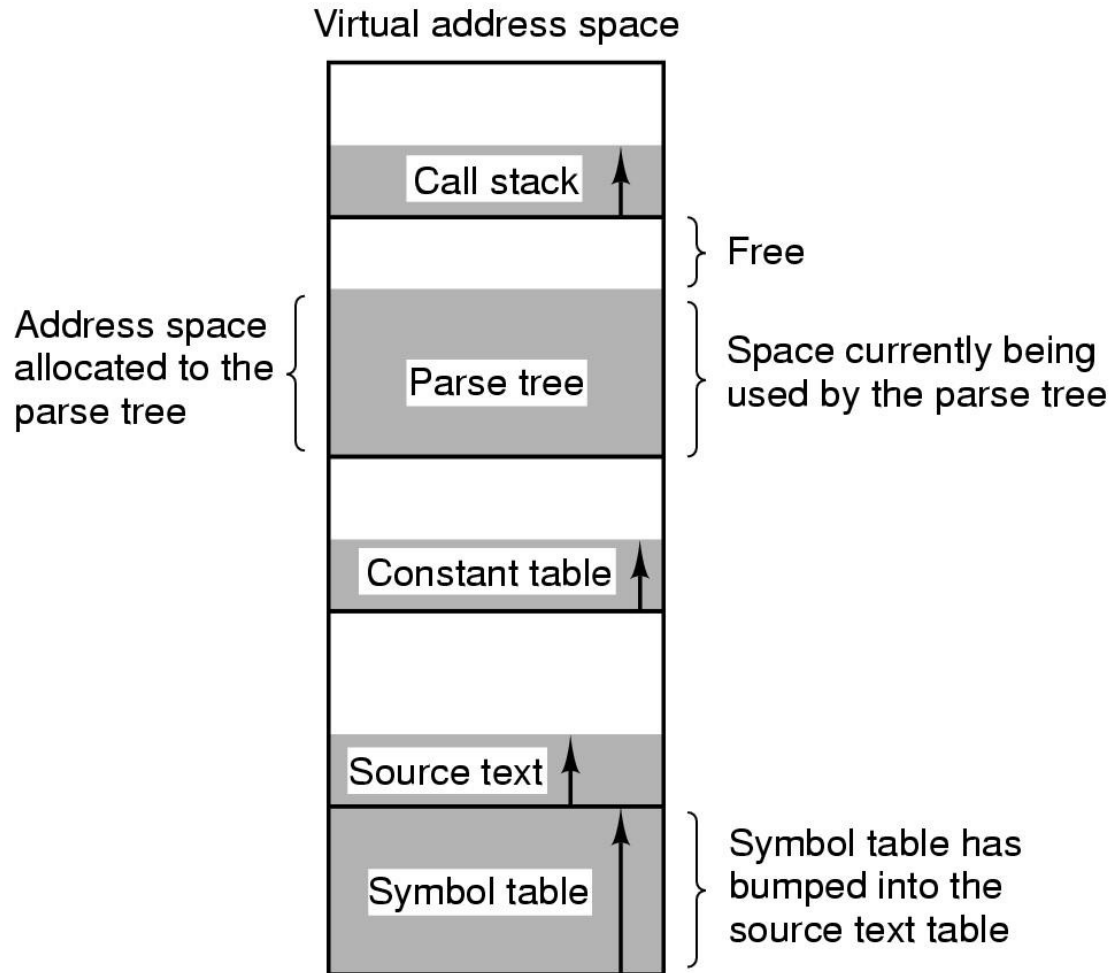 Virtual address space
Call stack
Free
Address space
allocated to the
parse tree
Parse tree
Space currently being
used by the parse tree
Constant table
Source text
Symbol table
Symbol table has
bumped into the
source text table